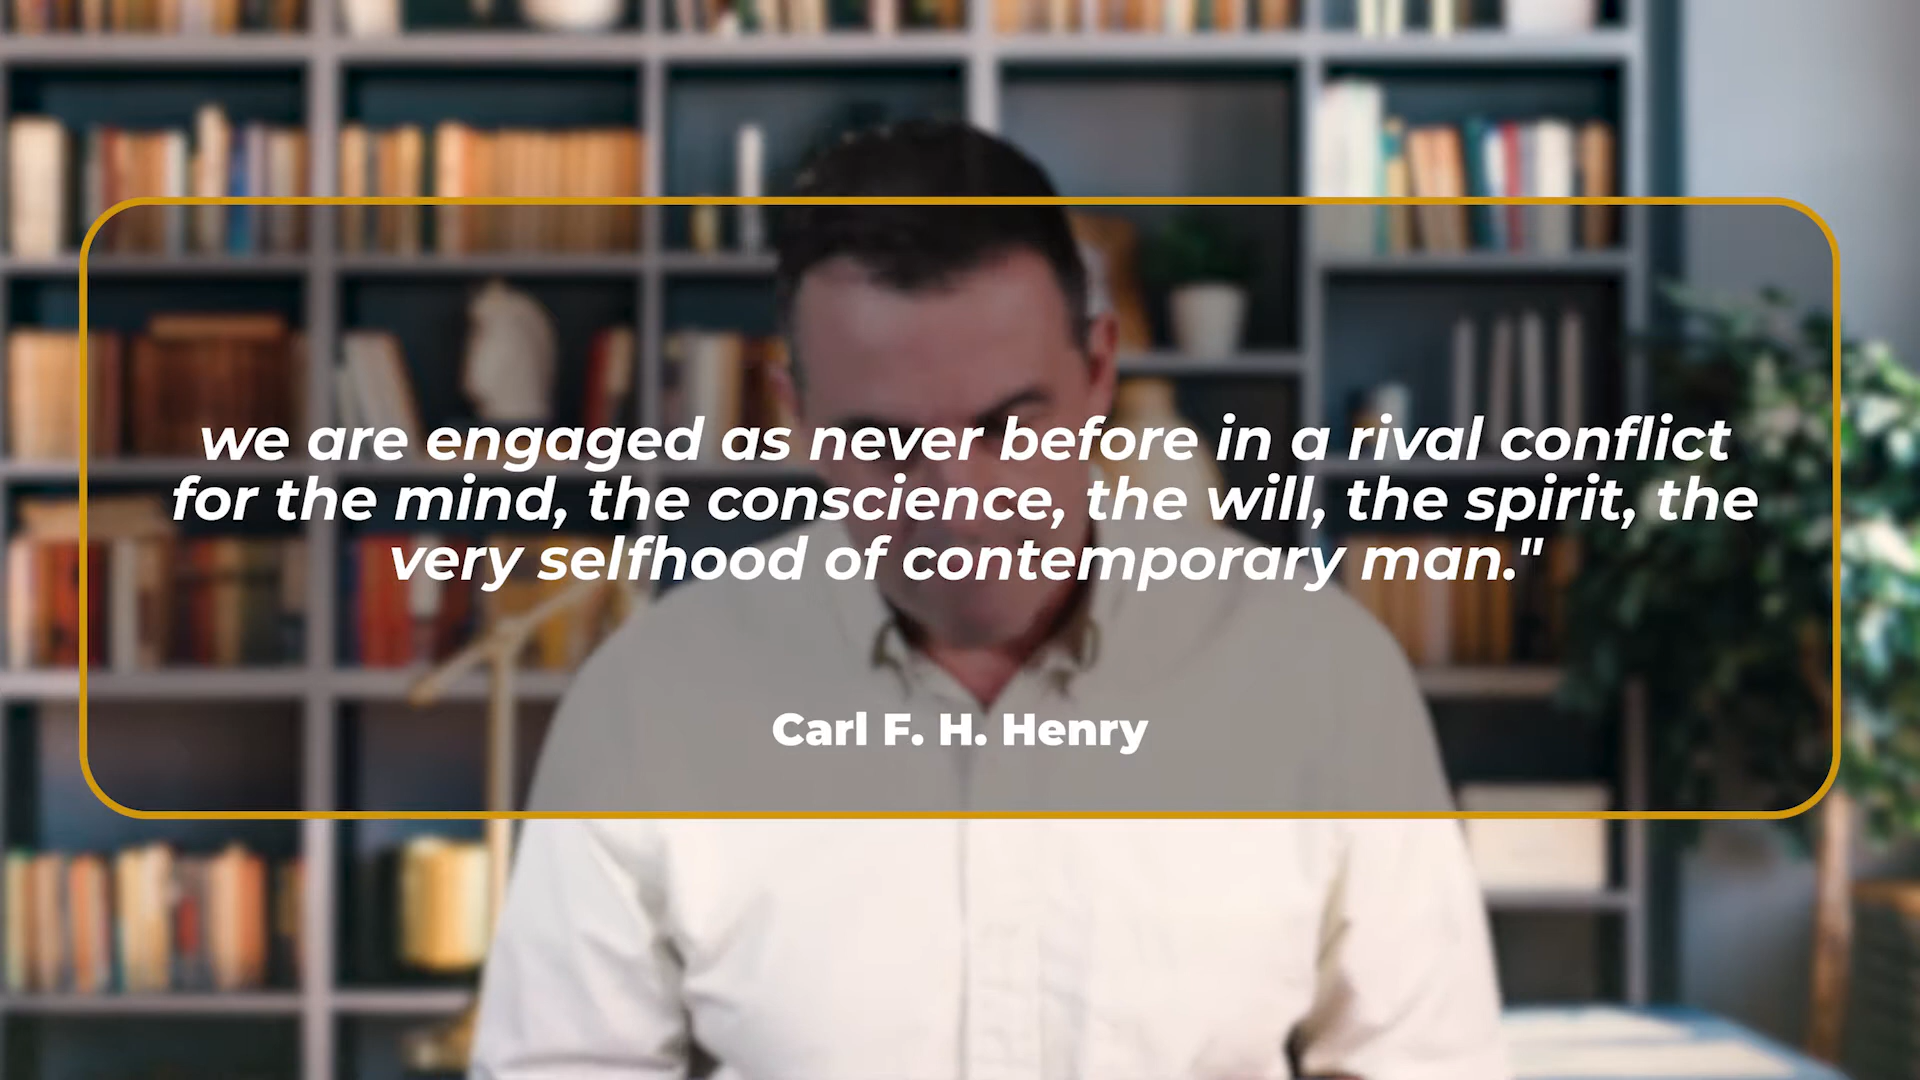 we are engaged as never before in a rival conflict
for the mind, the conscience, the will, the spirit, the
very selfhood of contemporary man."
Carl F. H. Henry